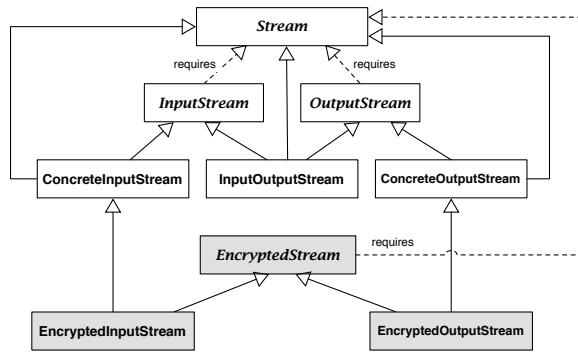 Stream
requires
requires
InputStream
OutputStream
ConcreteInputStream
InputOutputStream
ConcreteOutputStream
EncryptedStream
requires
EncryptedInputStream
EncryptedOutputStream